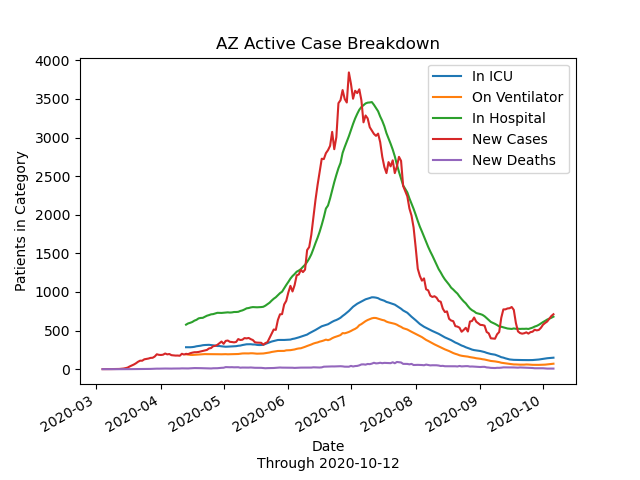 AZ Active Case Breakdown
4000
3500
3000
2500
2000
1500
1000
500
0
Patients in Category
In ICU
On Ventilator
In Hospital
New Cases
New Deaths
2020-03
2020-04
2020-05
2020-06
2020-07
2020-08
2020-09
2020-10
Date
Through 2020-10-12